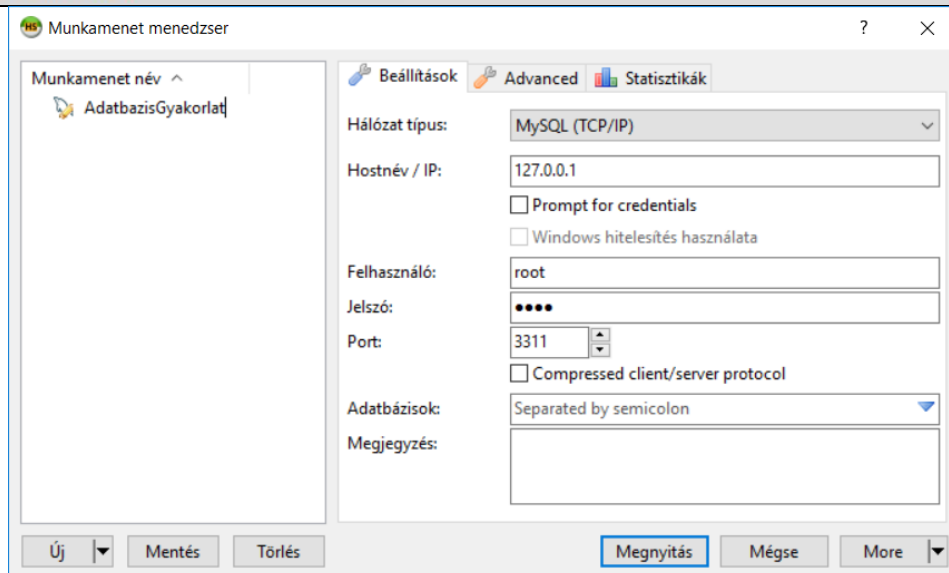 HS Munkamenet menedzser ? ×
Munkamenet név
AdatbazisGyakorlat
Beállítások Advanced Statisztikák
Hálózat típus: MySQL (TCP/IP)
Hostnév / IP: 127.0.0.1
Prompt for credentials
Windows hitelesítés használata
Felhasználó: root
Jelszó: ●●●●
Port: 3311
Compressed client/server protocol
Adatbázisok: Separated by semicolon
Megjegyzés:
Új Mentés Törlés Megnyitás Mégse More